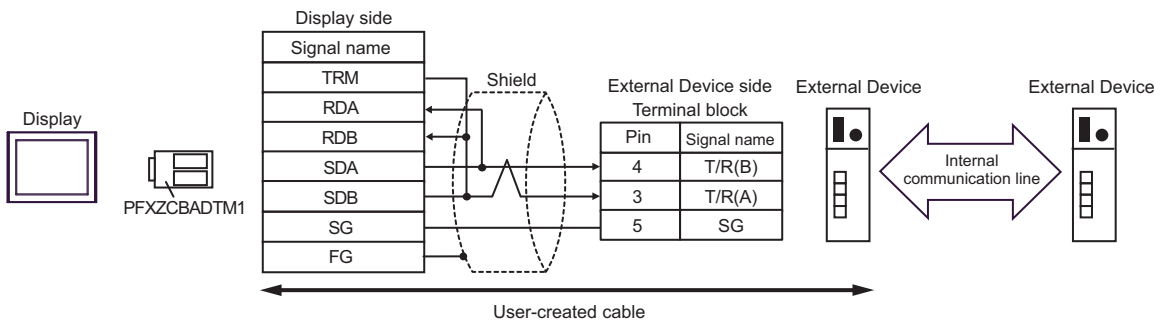 Display side
Signal name
TRM
RDA
RDB
SDA
SDB
SG
FG
Shield
Display
PFXZCBADTM1
External Device side
Terminal block
Pin Signal name
4 T/R(B)
3 T/R(A)
5 SG
External Device
External Device
Internal
communication line
User-created cable